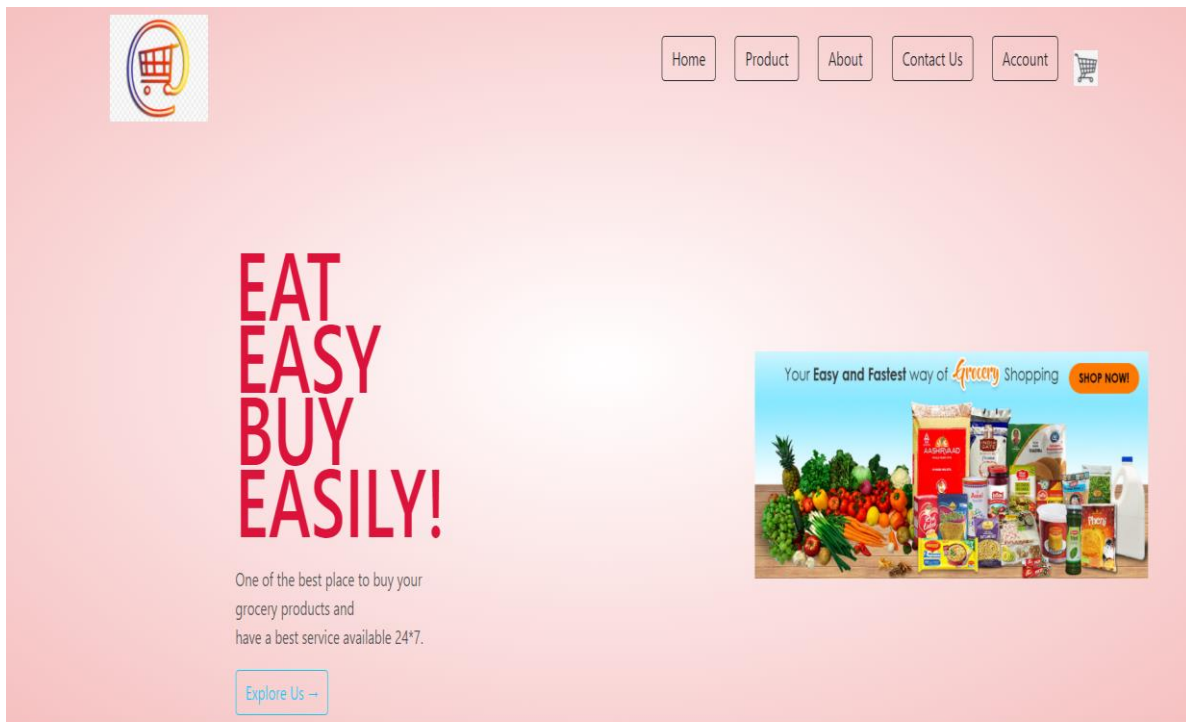 Home Product About Contact Us Account
EAT
EASY
BUY
EASILY!
Your Easy and Fastest way of Grocery Shopping SHOP NOW!
AASHIRVAAD
One of the best place to buy your
grocery products and
have a best service available 24*7.
Explore Us →